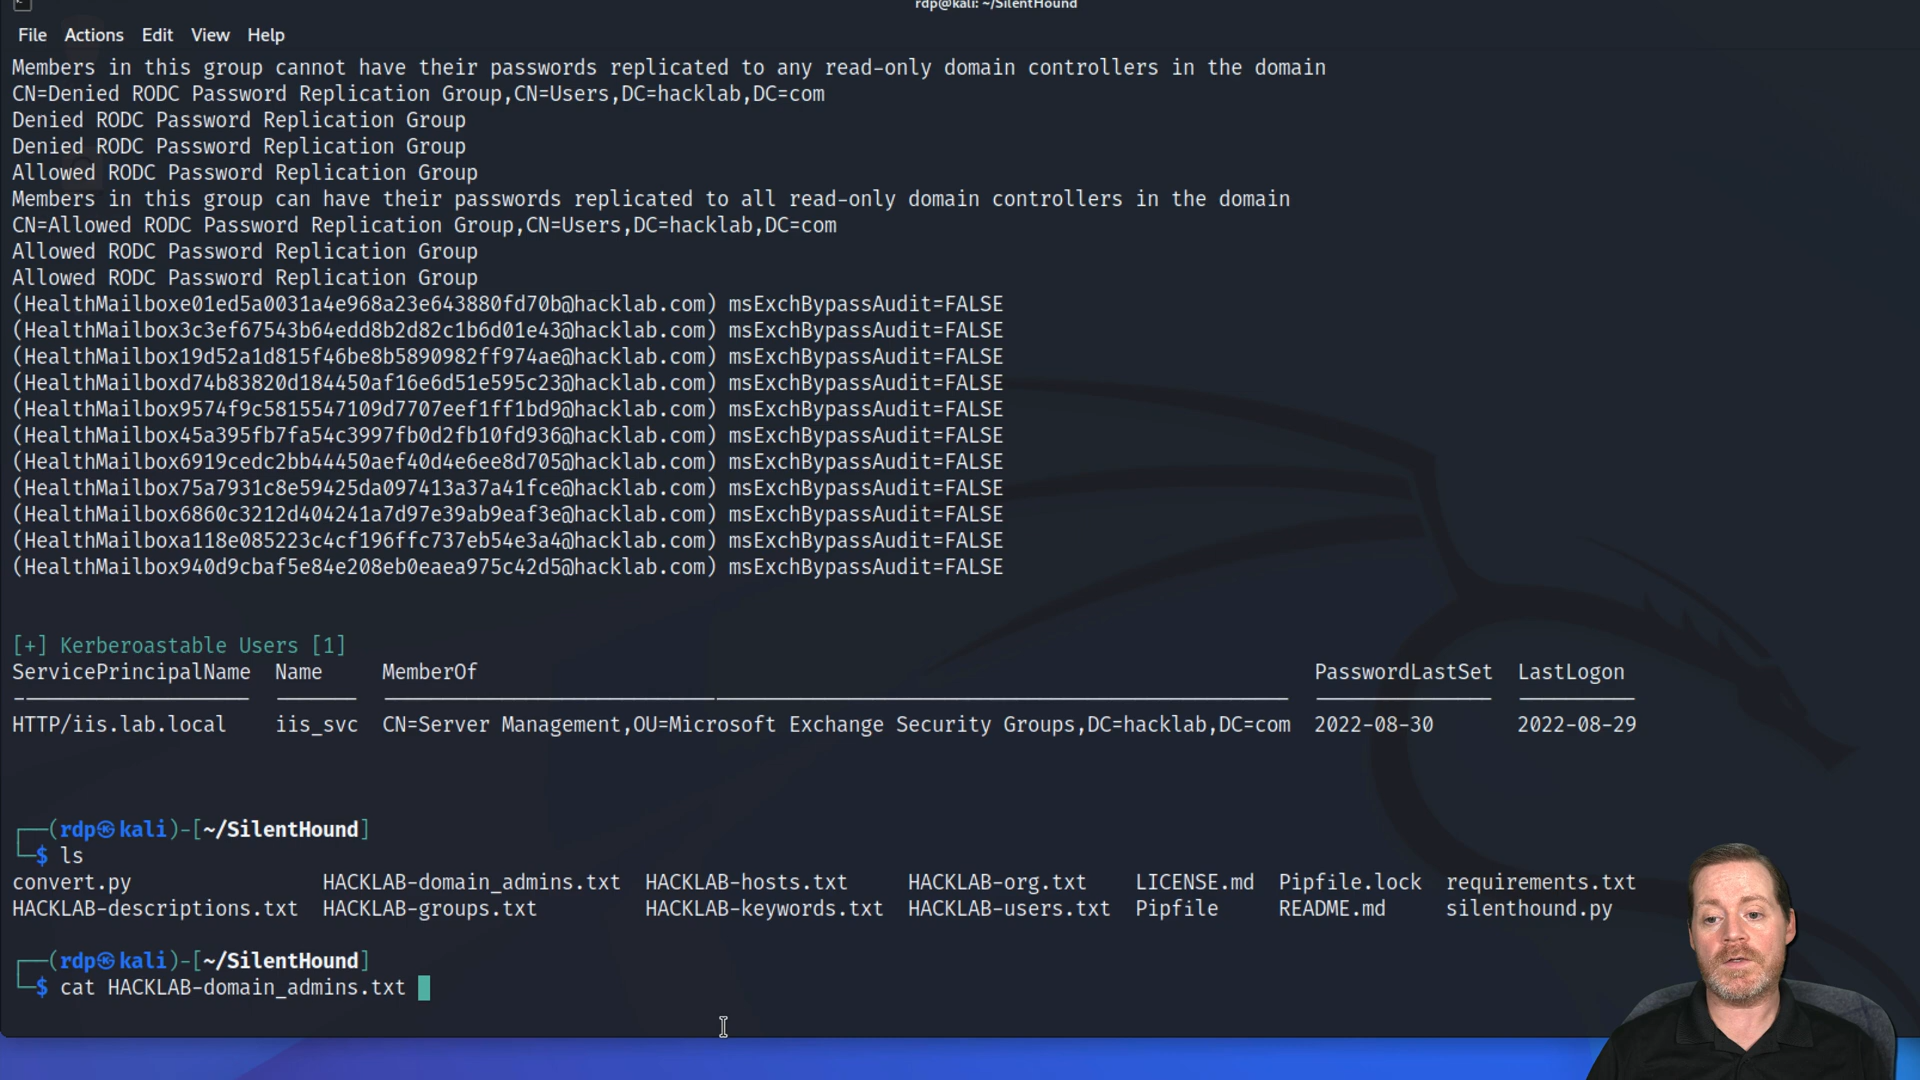 rdp@kali: ~/SilentHound
File Actions Edit View Help
Members in this group cannot have their passwords replicated to any read-only domain controllers in the domain
CN=Denied RODC Password Replication Group,CN=Users,DC=hacklab,DC=com
Denied RODC Password Replication Group
Denied RODC Password Replication Group
Allowed RODC Password Replication Group
Members in this group can have their passwords replicated to all read-only domain controllers in the domain
CN=Allowed RODC Password Replication Group,CN=Users,DC=hacklab,DC=com
Allowed RODC Password Replication Group
Allowed RODC Password Replication Group
(HealthMailboxe01ed5a0031a4e968a23e643880fd70b@hacklab.com) msExchBypassAudit=FALSE
(HealthMailbox3c3ef67543b64edd8b2d82c1b6d01e43@hacklab.com) msExchBypassAudit=FALSE
(HealthMailbox19d52a1d815f46be8b5890982ff974ae@hacklab.com) msExchBypassAudit=FALSE
(HealthMailboxd74b83820d184450af16e6d51e595c23@hacklab.com) msExchBypassAudit=FALSE
(HealthMailbox9574f9c5815547109d7707eef1ff1bd9@hacklab.com) msExchBypassAudit=FALSE
(HealthMailbox45a395fb7fa54c3997fb0d2fb10fd936@hacklab.com) msExchBypassAudit=FALSE
(HealthMailbox6919cedc2bb44450aef40d4e6ee8d705@hacklab.com) msExchBypassAudit=FALSE
(HealthMailbox75a7931c8e59425da097413a37a41fce@hacklab.com) msExchBypassAudit=FALSE
(HealthMailbox6860c3212d404241a7d97e39ab9eaf3e@hacklab.com) msExchBypassAudit=FALSE
(HealthMailboxa118e085223c4cf196ffc737eb54e3a4@hacklab.com) msExchBypassAudit=FALSE
(HealthMailbox940d9cbaf5e84e208eb0eaea975c42d5@hacklab.com) msExchBypassAudit=FALSE
[+] Kerberoastable Users [1]
ServicePrincipalName Name MemberOf PasswordLastSet LastLogon
HTTP/iis.lab.local iis_svc CN=Server Management,OU=Microsoft Exchange Security Groups,DC=hacklab,DC=com 2022-08-30 2022-08-29
┌──(rdp㉿kali)-[~/SilentHound]
└─$ ls
convert.py HACKLAB-domain_admins.txt HACKLAB-hosts.txt HACKLAB-org.txt LICENSE.md Pipfile.lock requirements.txt
HACKLAB-descriptions.txt HACKLAB-groups.txt HACKLAB-keywords.txt HACKLAB-users.txt Pipfile README.md silenthound.py
┌──(rdp㉿kali)-[~/SilentHound]
└─$ cat HACKLAB-domain_admins.txt